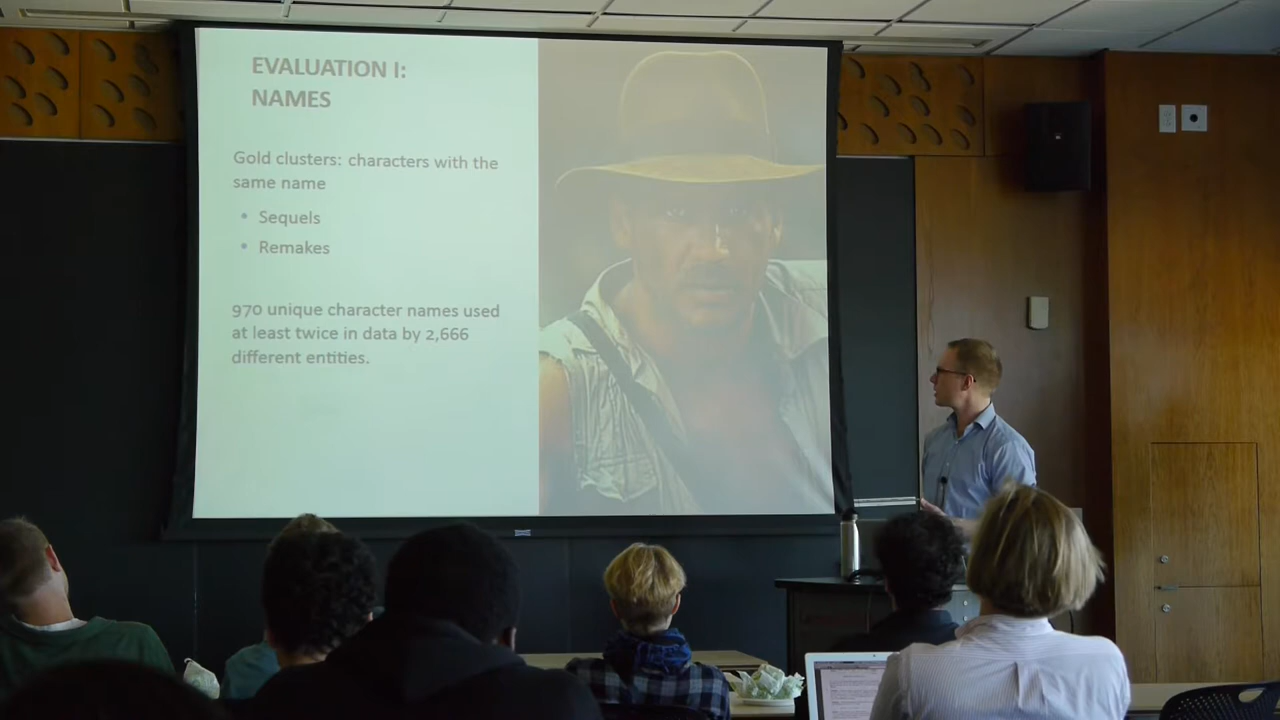 EVALUATION I:
NAMES
Gold clusters: characters with the
same name
• Sequels
• Remakes
970 unique character names used
at least twice in data by 2,666
different entities.